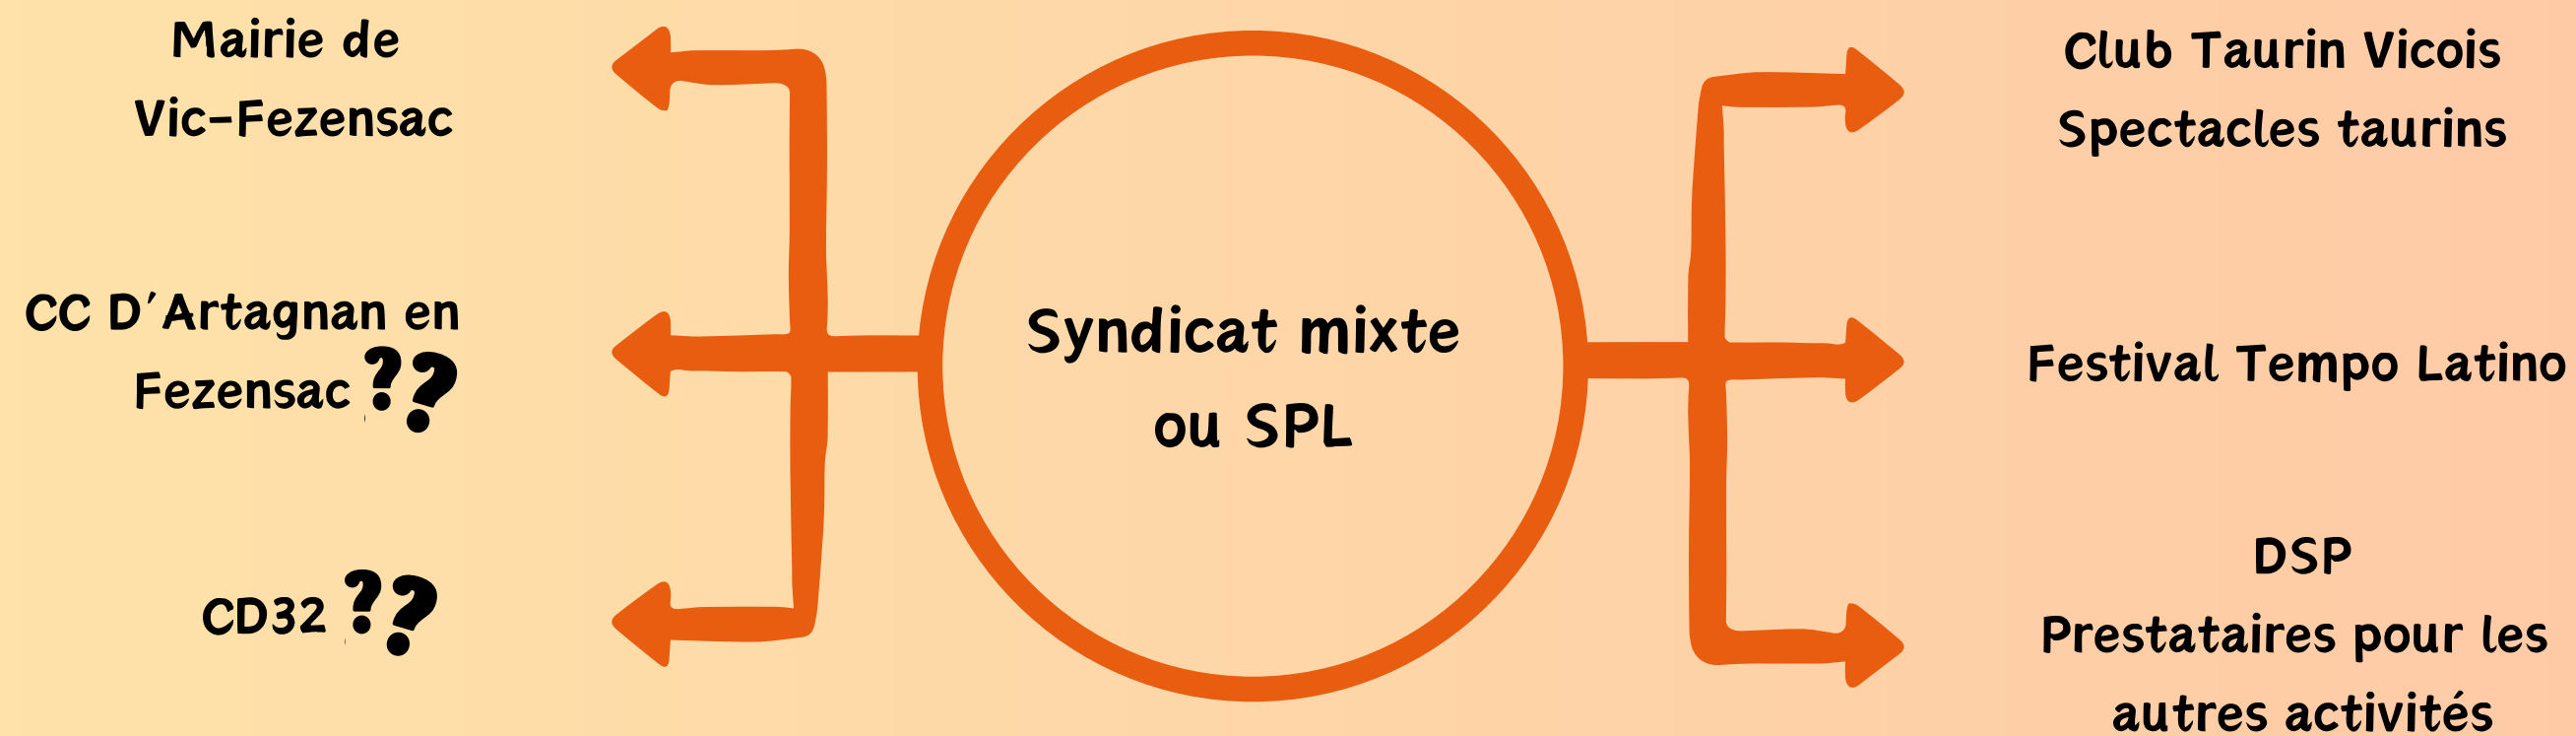 Mairie de
Vic-Fezensac
CC D'Artagnan en
Fezensac ??
CD32 ??
Syndicat mixte
ou SPL
Club Taurin Vicois
Spectacles taurins
Festival Tempo Latino
DSP
Prestataires pour les
autres activités